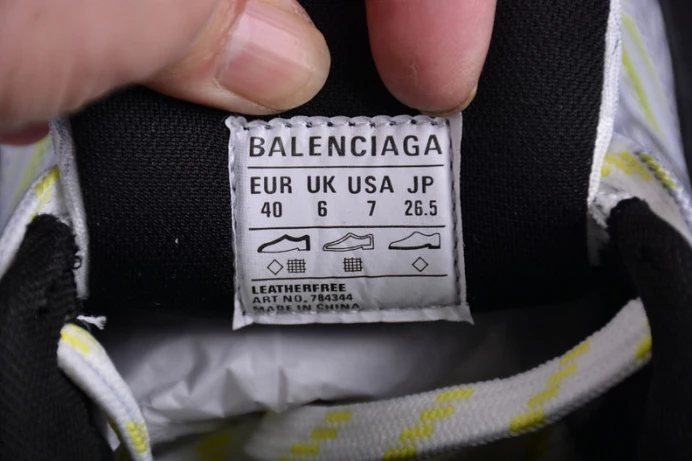 BALENCIAGA
EUR UK USA JP
40 6 7 26.5
LEATHERFREE
ART NO. 784344
MADE IN CHINA